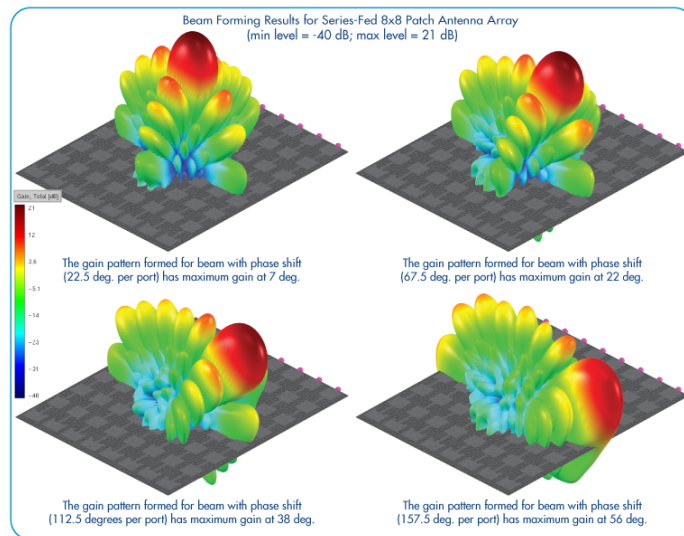 Beam Forming Results for Series-Fed 8x8 Patch Antenna Array
(min level = -40 dB; max level = 21 dB)
The gain pattern formed for beam with phase shift
(22.5 deg. per port) has maximum gain at 7 deg.
The gain pattern formed for beam with phase shift
(67.5 deg. per port) has maximum gain at 22 deg.
Gain, Total [dB]
21
12
3.6
-5.1
-14
-23
-31
-40
The gain pattern formed for beam with phase shift
(112.5 degrees per port) has maximum gain at 38 deg.
The gain pattern formed for beam with phase shift
(157.5 deg. per port) has maximum gain at 56 deg.